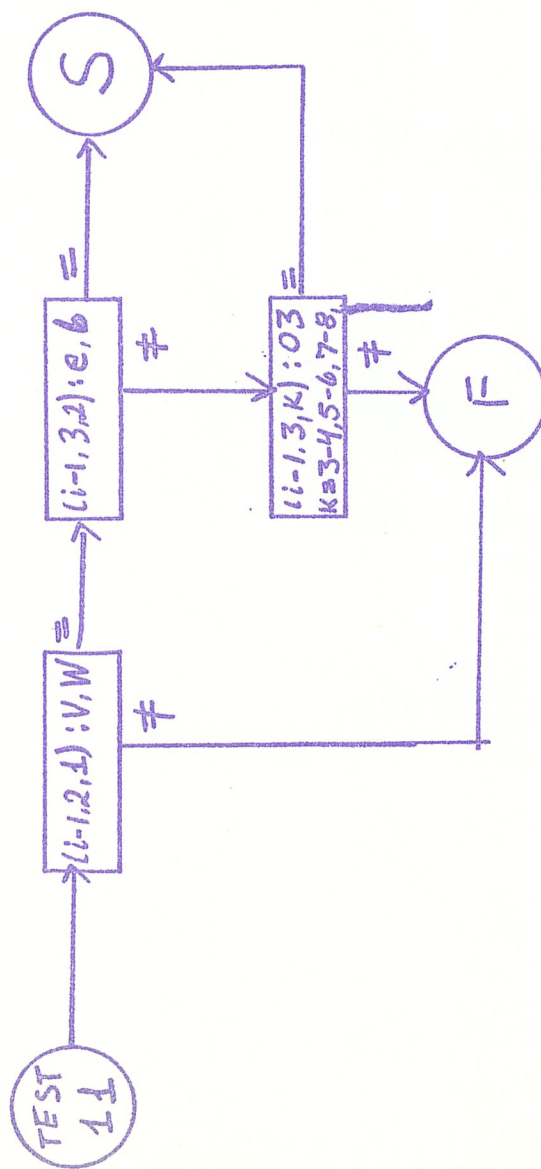 TEST
11
(i-1,2,1):V,W
=
≠
(i-1,3,2):e,b
=
≠
S
(i-1,3,K):03
K=3-4,5-6,7-8,
=
≠
F